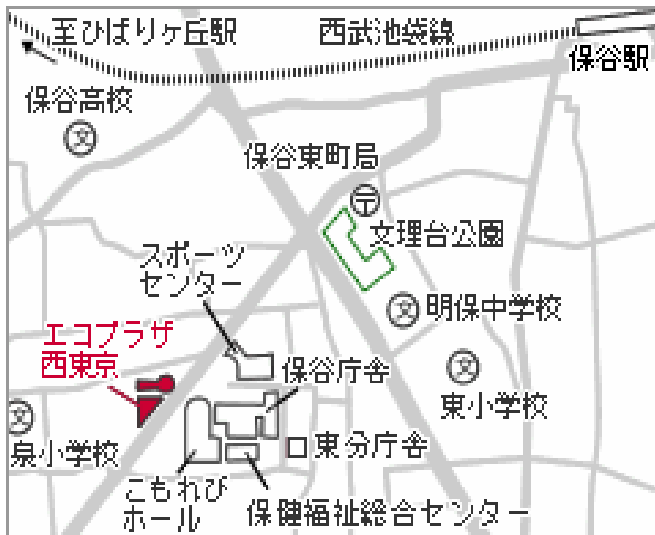 至ひばりヶ丘駅
西武池袋線
保谷駅
保谷高校
文
保谷東町局
〒
文理台公園
スポーツ
センター
文
明保中学校
エコプラザ
西東京
保谷庁舎
文
東小学校
文
泉小学校
東分庁舎
こもれび
ホール
保健福祉総合センター